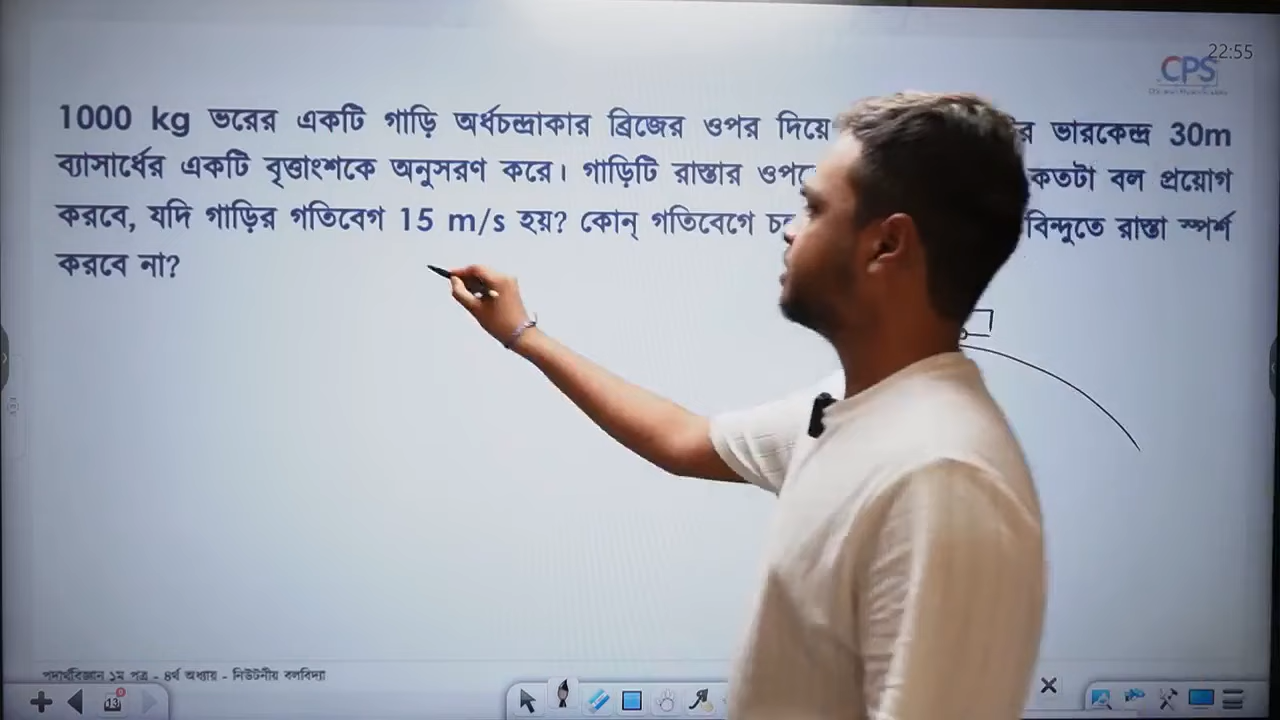 22:55
CPS
1000 kg ভরের একটি গাড়ি অর্ধচন্দ্রাকার ব্রিজের ওপর দিয়ে ভারকেন্দ্র 30m
ব্যাসার্ধের একটি বৃত্তাংশকে অনুসরণ করে। গাড়িটি রাস্তার কতটা বল প্রয়োগ
করবে, যদি গাড়ির গতিবেগ 15 m/s হয়? কোন্ গতিবেগে বিন্দুতে রাস্তা স্পর্শ
করবে না?
পদার্থবিজ্ঞান ১ম পত্র - ৪র্থ অধ্যায় - নিউটনীয় বলবিদ্যা
13